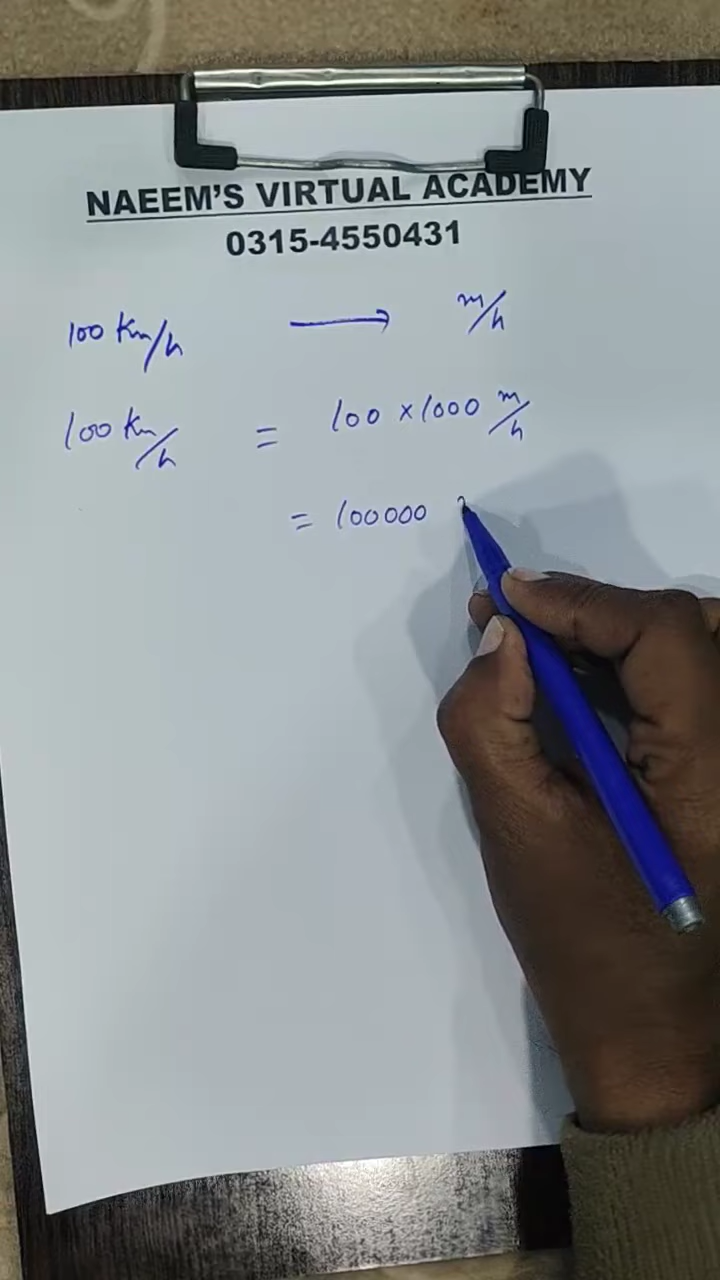 NAEEM'S VIRTUAL ACADEMY
0315-4550431
100 Km/h ⟶ m/h
100 Km/h = 100 × 1000 m/h
= 100000